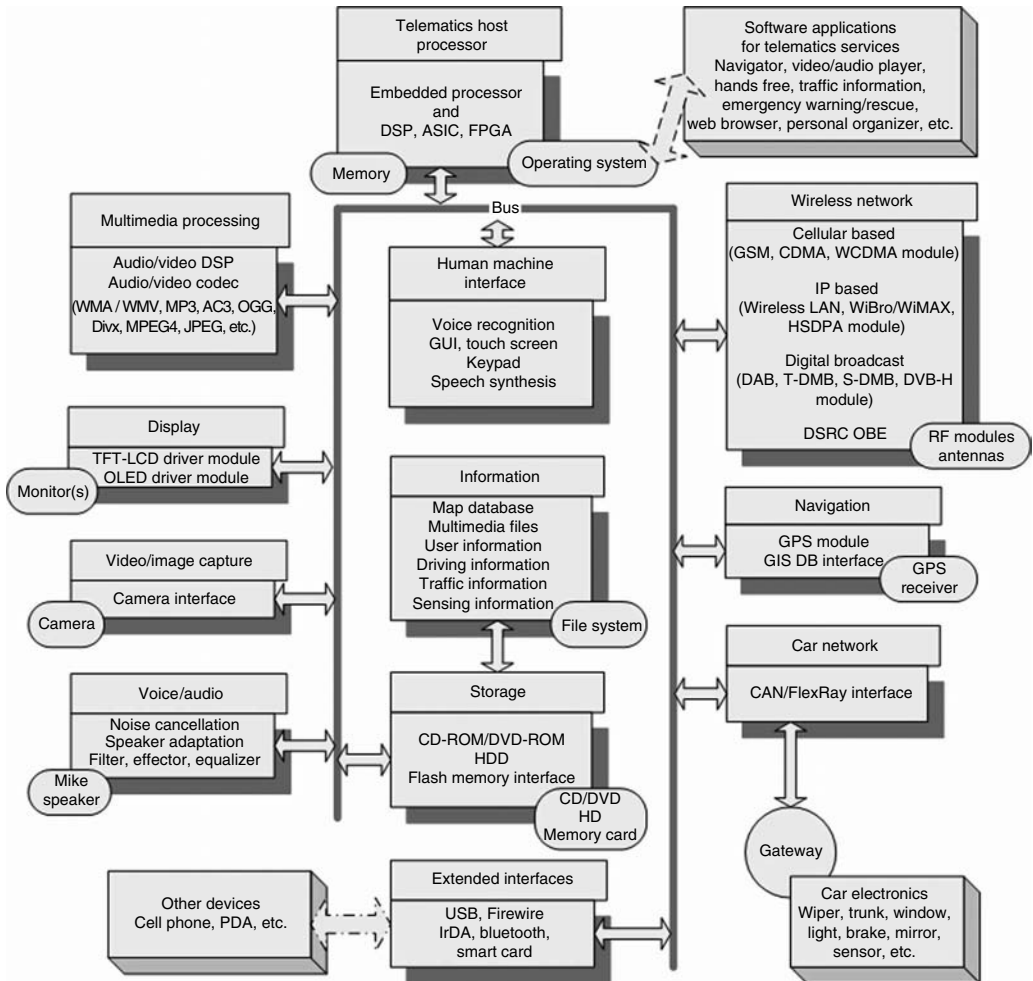 Telematics host
processor
Embedded processor
and
DSP, ASIC, FPGA
Memory
Operating system
Software applications
for telematics services
Navigator, video/audio player,
hands free, traffic information,
emergency warning/rescue,
web browser, personal organizer, etc.
Bus
Multimedia processing
Audio/video DSP
Audio/video codec
(WMA / WMV, MP3, AC3, OGG,
Divx, MPEG4, JPEG, etc.)
Human machine
interface
Voice recognition
GUI, touch screen
Keypad
Speech synthesis
Wireless network
Cellular based
(GSM, CDMA, WCDMA module)
IP based
(Wireless LAN, WiBro/WiMAX,
HSDPA module)
Digital broadcast
(DAB, T-DMB, S-DMB, DVB-H
module)
DSRC OBE
RF modules
antennas
Display
TFT-LCD driver module
OLED driver module
Monitor(s)
Information
Map database
Multimedia files
User information
Driving information
Traffic information
Sensing information
File system
Navigation
GPS module
GIS DB interface
GPS
receiver
Video/image capture
Camera interface
Camera
Car network
CAN/FlexRay interface
Voice/audio
Noise cancellation
Speaker adaptation
Filter, effector, equalizer
Mike
speaker
Storage
CD-ROM/DVD-ROM
HDD
Flash memory interface
CD/DVD
HD
Memory card
Gateway
Other devices
Cell phone, PDA, etc.
Extended interfaces
USB, Firewire
IrDA, bluetooth,
smart card
Car electronics
Wiper, trunk, window,
light, brake, mirror,
sensor, etc.